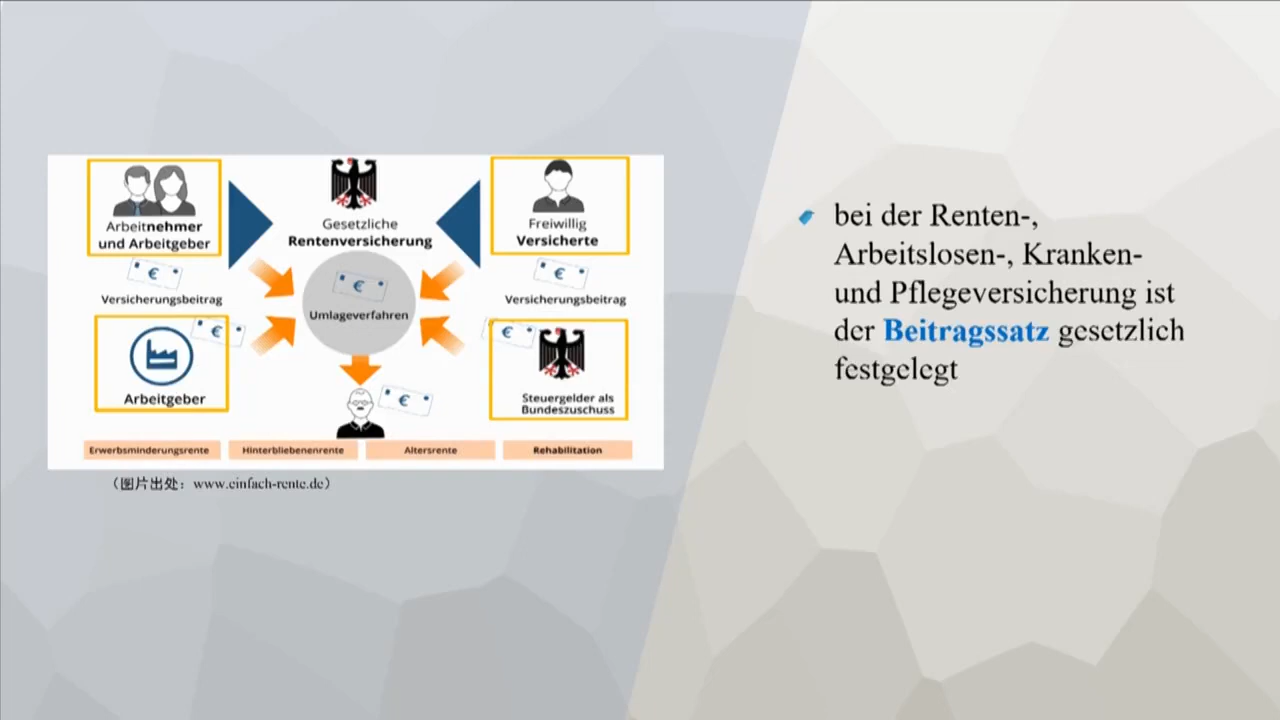 Arbeitnehmer
und Arbeitgeber
Gesetzliche
Rentenversicherung
Freiwillig
Versicherte
€
Versicherungsbeitrag
€
Umlageverfahren
€
Versicherungsbeitrag
€
Arbeitgeber
€
Steuergelder als
Bundeszuschuss
€
Erwerbsminderungsrente
Hinterbliebenenrente
Altersrente
Rehabilitation
（图片出处：www.einfach-rente.de）
bei der Renten-,
Arbeitslosen-, Kranken-
und Pflegeversicherung ist
der Beitragssatz gesetzlich
festgelegt